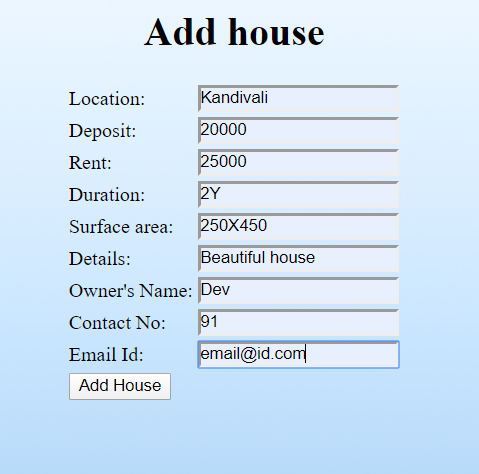 Add house
Location: Kandivali
Deposit: 20000
Rent: 25000
Duration: 2Y
Surface area: 250X450
Details: Beautiful house
Owner's Name: Dev
Contact No: 91
Email Id: email@id.com
Add House